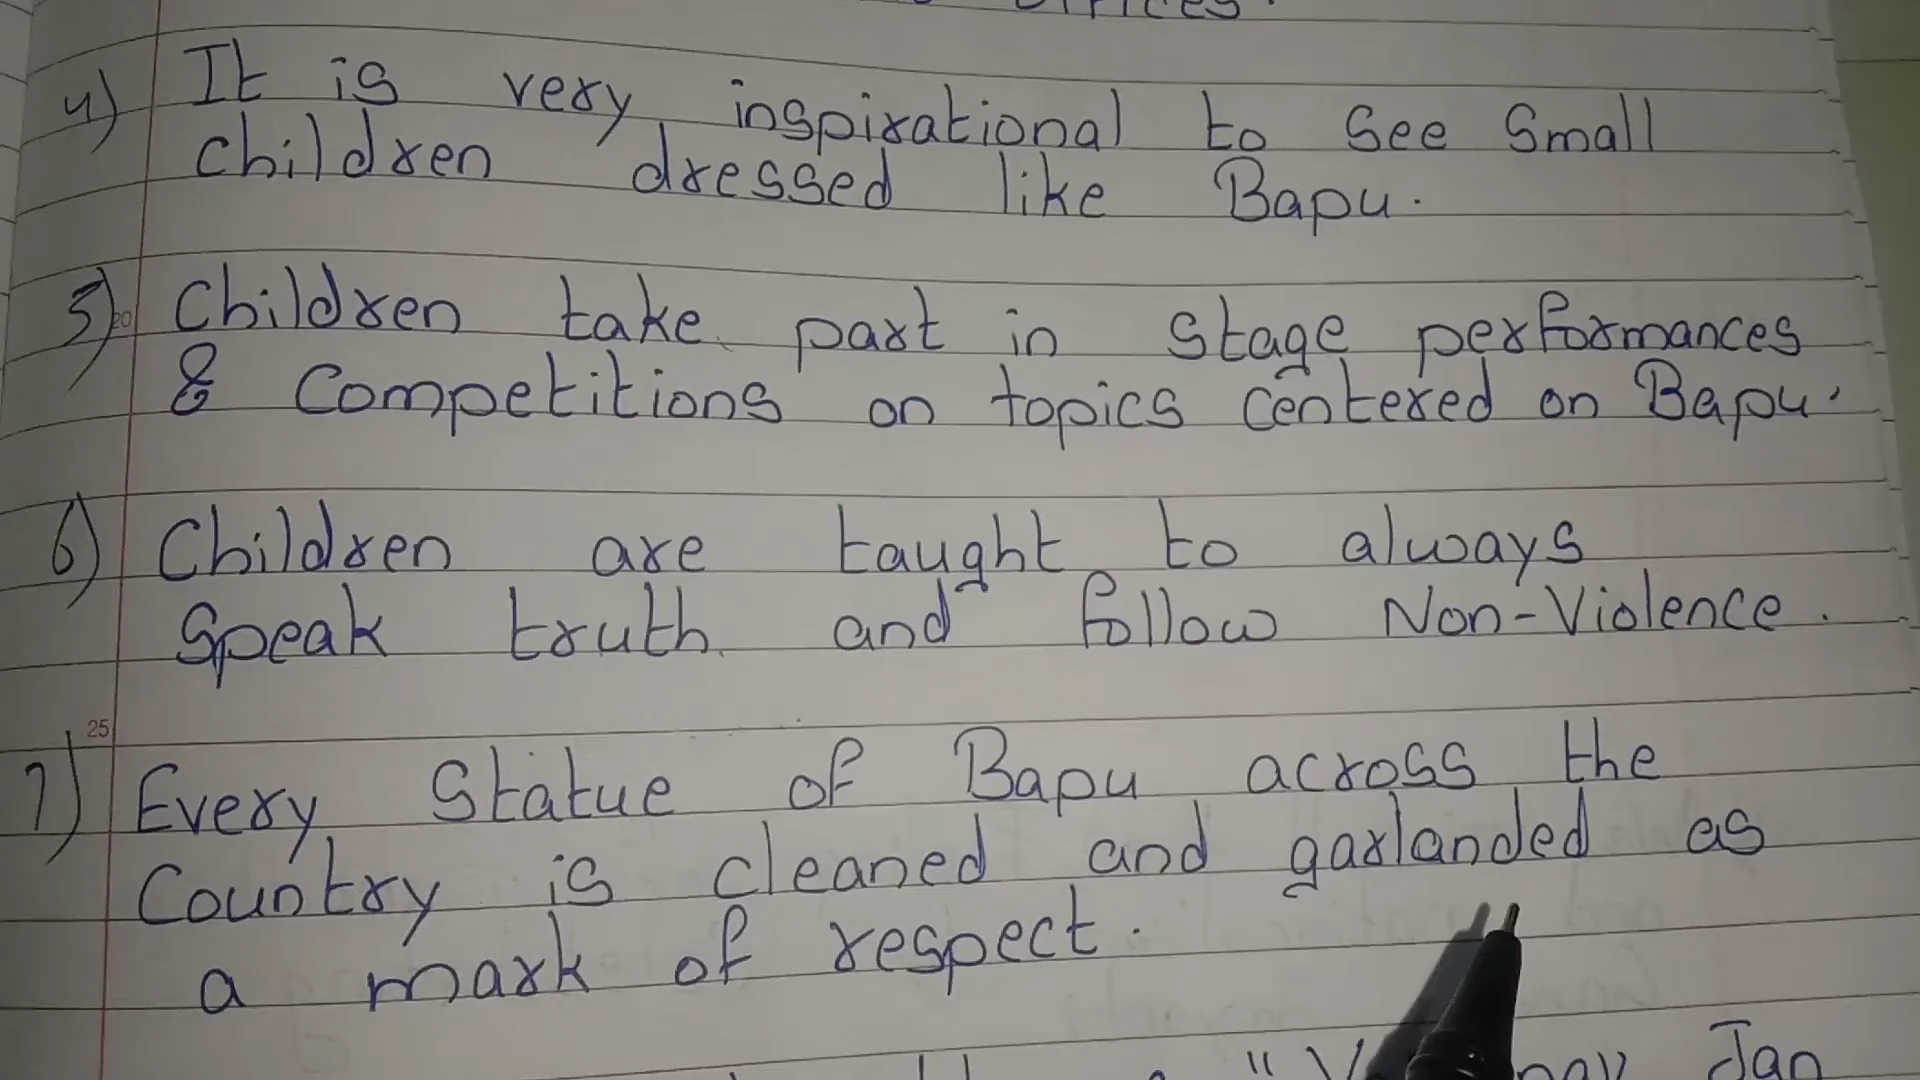 4) It is very inspirational to See Small
children dressed like Bapu.
5) Children take part in Stage performances
& Competitions on topics Centered on Bapu.
6) Children are taught to always
Speak truth and follow Non-Violence.
25
7) Every Statue of Bapu across the
Country is cleaned and garlanded as
a mark of respect.
Jan